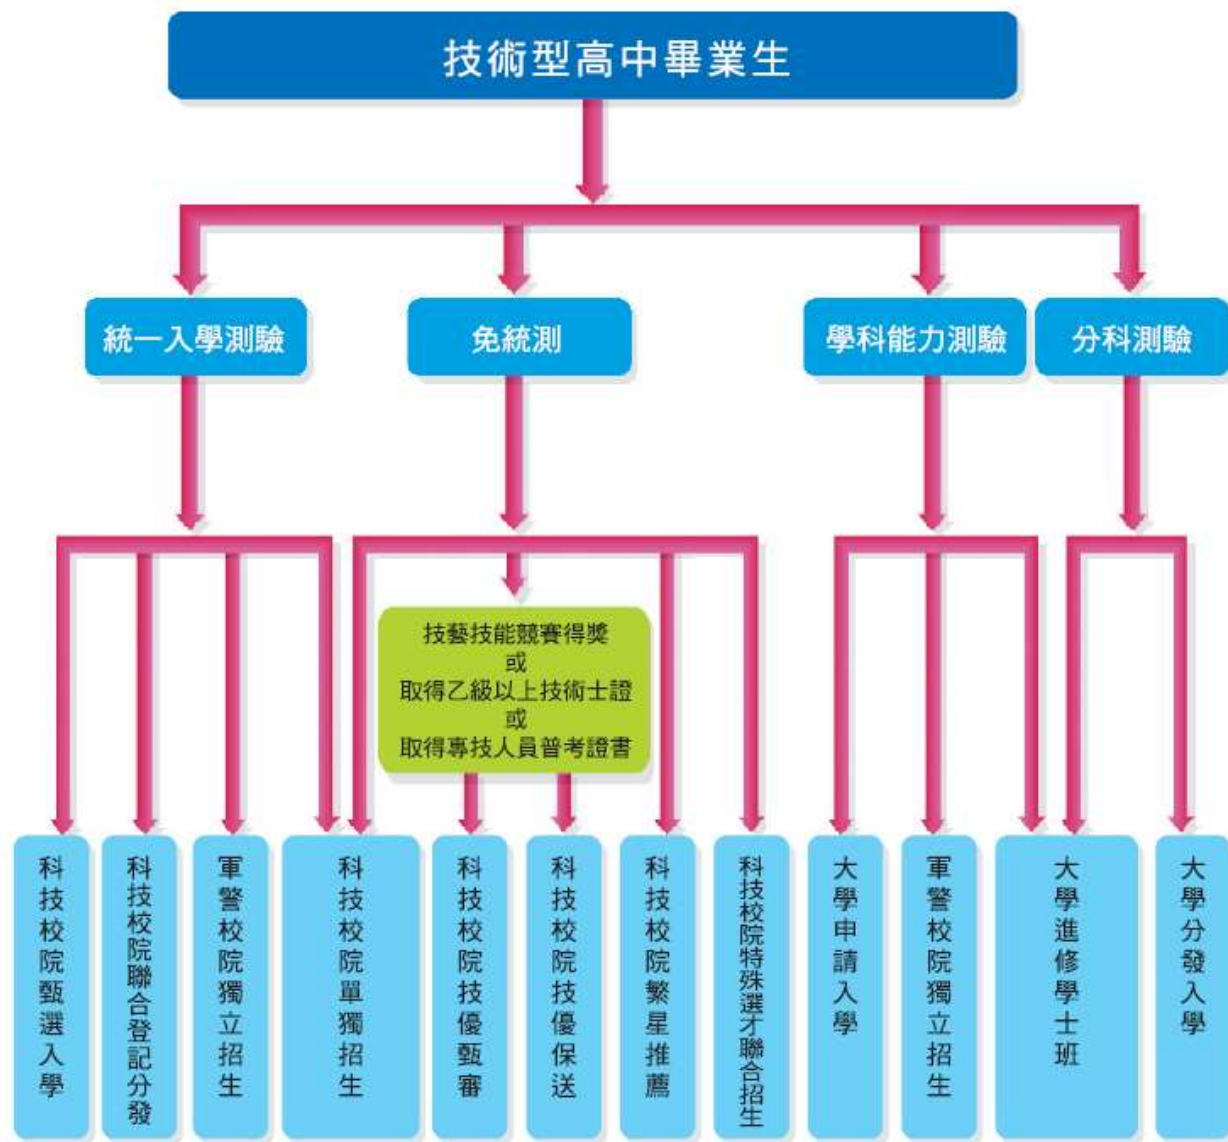 技術型高中畢業生
統一入學測驗
免統測
學科能力測驗
分科測驗
技藝技能競賽得獎
或
取得乙級以上技術士證
或
取得專技人員普考證書
科技校院甄選入學
科技校院聯合登記分發
軍警校院獨立招生
科技校院單獨招生
科技校院技優甄審
科技校院技優保送
科技校院繁星推薦
科技校院特殊選才聯合招生
大學申請入學
軍警校院獨立招生
大學進修學士班
大學分發入學